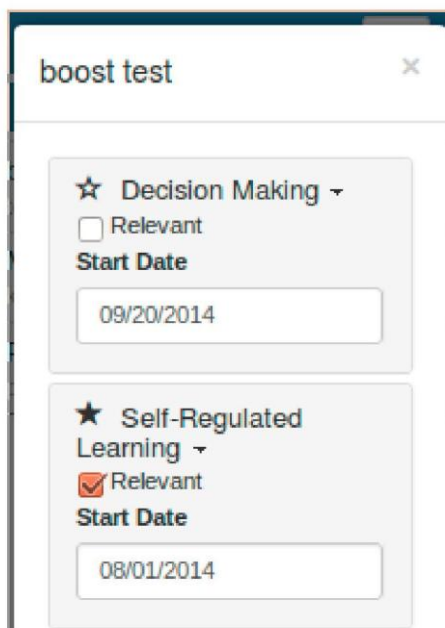 boost test
Decision Making
Relevant
Start Date
09/20/2014
Self-Regulated
Learning
Relevant
Start Date
08/01/2014